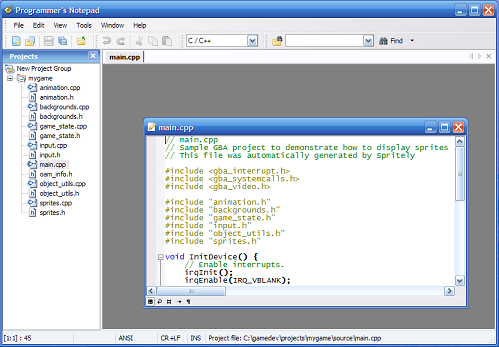 Programmer's Notepad
File Edit View Tools Window Help
C / C++
Find
Projects
main.cpp
New Project Group
mygame
animation.cpp
animation.h
backgrounds.cpp
backgrounds.h
game_state.cpp
game_state.h
input.cpp
input.h
main.cpp
oam_info.h
object_utils.cpp
object_utils.h
sprites.cpp
sprites.h
main.cpp
// main.cpp
// Sample GBA project to demonstrate how to display sprites
// This file was automatically generated by Spritely
#include <gba_interrupt.h>
#include <gba_systemcalls.h>
#include <gba_video.h>
#include "animation.h"
#include "backgrounds.h"
#include "game_state.h"
#include "input.h"
#include "object_utils.h"
#include "sprites.h"
void InitDevice() {
// Enable interrupts.
irqInit();
irqEnable(IRQ_VBLANK);
[1:1] : 45 ANSI CR+LF INS Project file: C:\gamedev\projects\mygame\source\main.cpp